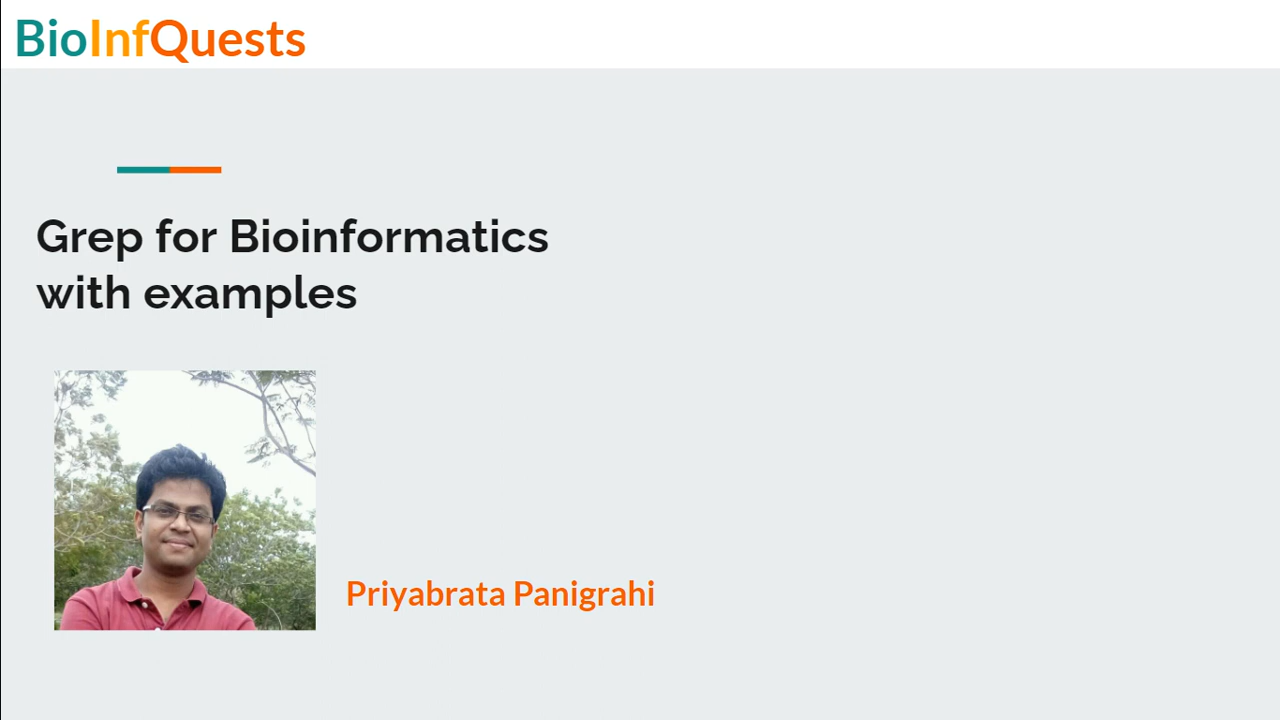 BioInfQuests
Grep for Bioinformatics
with examples
Priyabrata Panigrahi